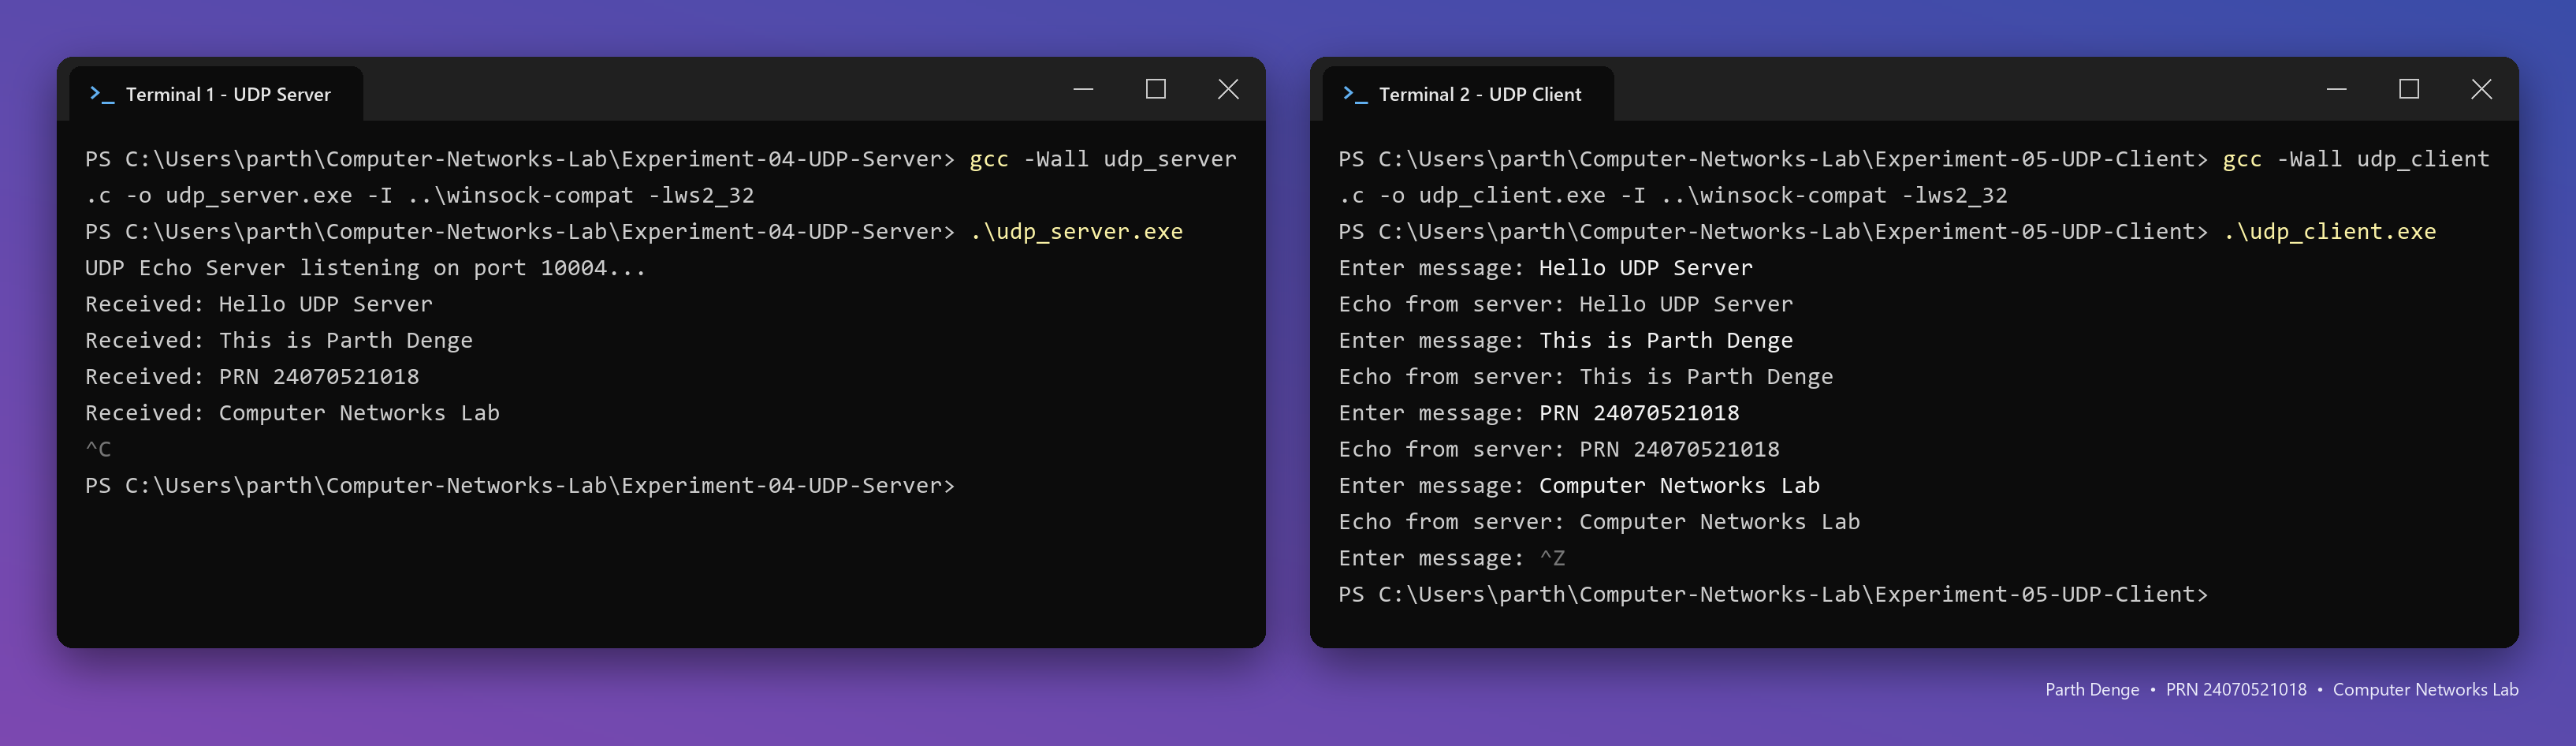 >_ Terminal 1 - UDP Server
PS C:\Users\parth\Computer-Networks-Lab\Experiment-04-UDP-Server> gcc -Wall udp_server
.c -o udp_server.exe -I ..\winsock-compat -lws2_32
PS C:\Users\parth\Computer-Networks-Lab\Experiment-04-UDP-Server> .\udp_server.exe
UDP Echo Server listening on port 10004...
Received: Hello UDP Server
Received: This is Parth Denge
Received: PRN 24070521018
Received: Computer Networks Lab
^C
PS C:\Users\parth\Computer-Networks-Lab\Experiment-04-UDP-Server>
>_ Terminal 2 - UDP Client
PS C:\Users\parth\Computer-Networks-Lab\Experiment-05-UDP-Client> gcc -Wall udp_client
.c -o udp_client.exe -I ..\winsock-compat -lws2_32
PS C:\Users\parth\Computer-Networks-Lab\Experiment-05-UDP-Client> .\udp_client.exe
Enter message: Hello UDP Server
Echo from server: Hello UDP Server
Enter message: This is Parth Denge
Echo from server: This is Parth Denge
Enter message: PRN 24070521018
Echo from server: PRN 24070521018
Enter message: Computer Networks Lab
Echo from server: Computer Networks Lab
Enter message: ^Z
PS C:\Users\parth\Computer-Networks-Lab\Experiment-05-UDP-Client>
Parth Denge • PRN 24070521018 • Computer Networks Lab